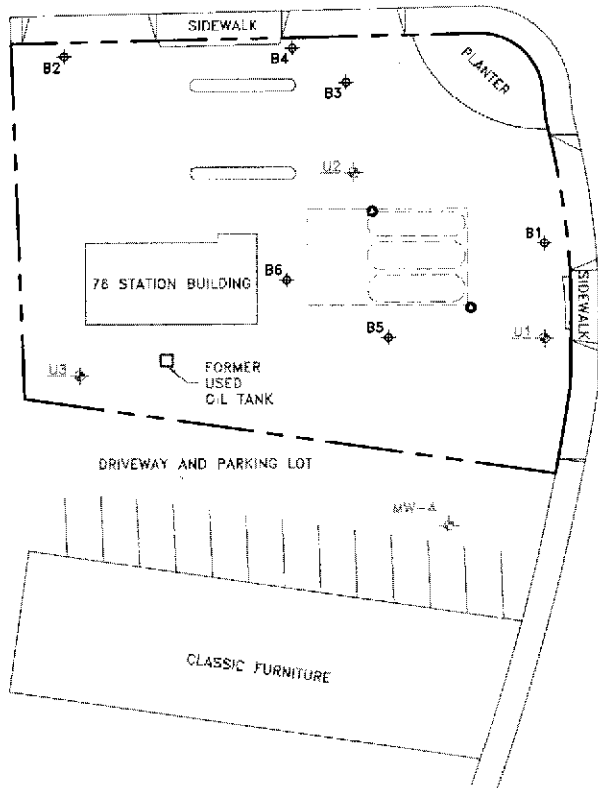 SIDEWALK
B2
B4
B3
PLANTER
U2
B1
76 STATION BUILDING
B6
SIDEWALK
B5
U1
U3
FORMER
USED
OIL TANK
DRIVEWAY AND PARKING LOT
MW-A
CLASSIC FURNITURE